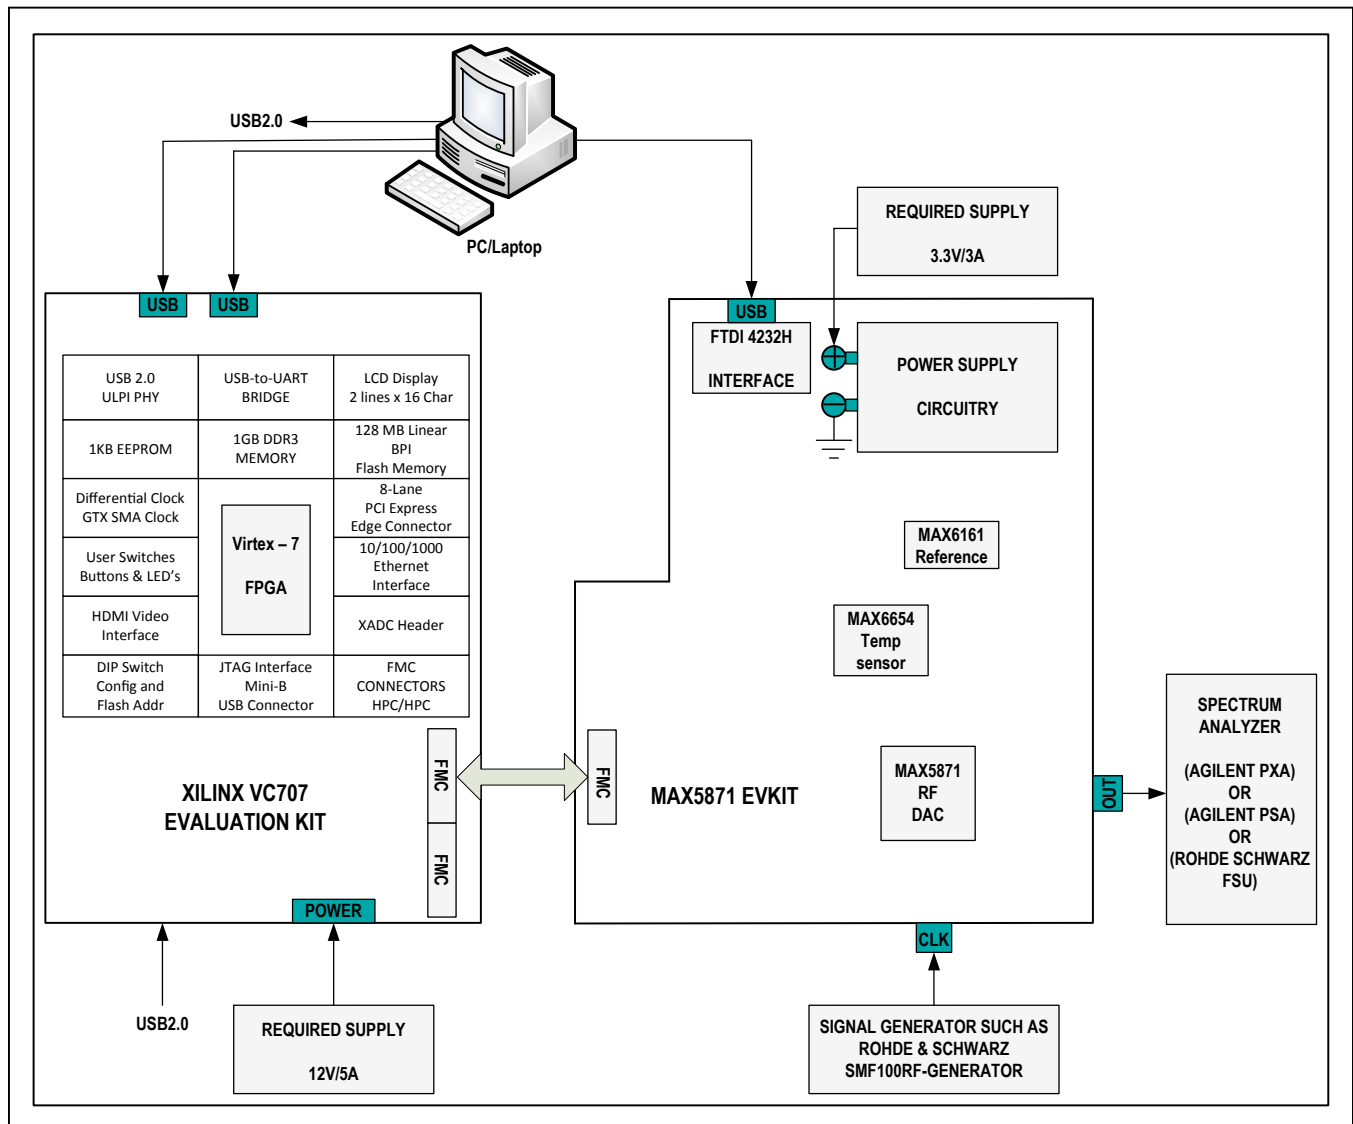 USB2.0
PC/Laptop
REQUIRED SUPPLY
3.3V/3A
USB
USB
USB
FTDI 4232H
INTERFACE
POWER SUPPLY
CIRCUITRY
USB 2.0
ULPI PHY
USB-to-UART
BRIDGE
LCD Display
2 lines x 16 Char
1KB EEPROM
1GB DDR3
MEMORY
128 MB Linear
BPI
Flash Memory
Differential Clock
GTX SMA Clock
Virtex – 7
FPGA
8-Lane
PCI Express
Edge Connector
User Switches
Buttons & LED's
10/100/1000
Ethernet
Interface
HDMI Video
Interface
XADC Header
DIP Switch
Config and
Flash Addr
JTAG Interface
Mini-B
USB Connector
FMC
CONNECTORS
HPC/HPC
MAX6161
Reference
MAX6654
Temp
sensor
XILINX VC707
EVALUATION KIT
FMC
FMC
FMC
MAX5871 EVKIT
MAX5871
RF
DAC
OUT
SPECTRUM
ANALYZER
(AGILENT PXA)
OR
(AGILENT PSA)
OR
(ROHDE SCHWARZ
FSU)
POWER
CLK
USB2.0
REQUIRED SUPPLY
12V/5A
SIGNAL GENERATOR SUCH AS
ROHDE & SCHWARZ
SMF100RF-GENERATOR